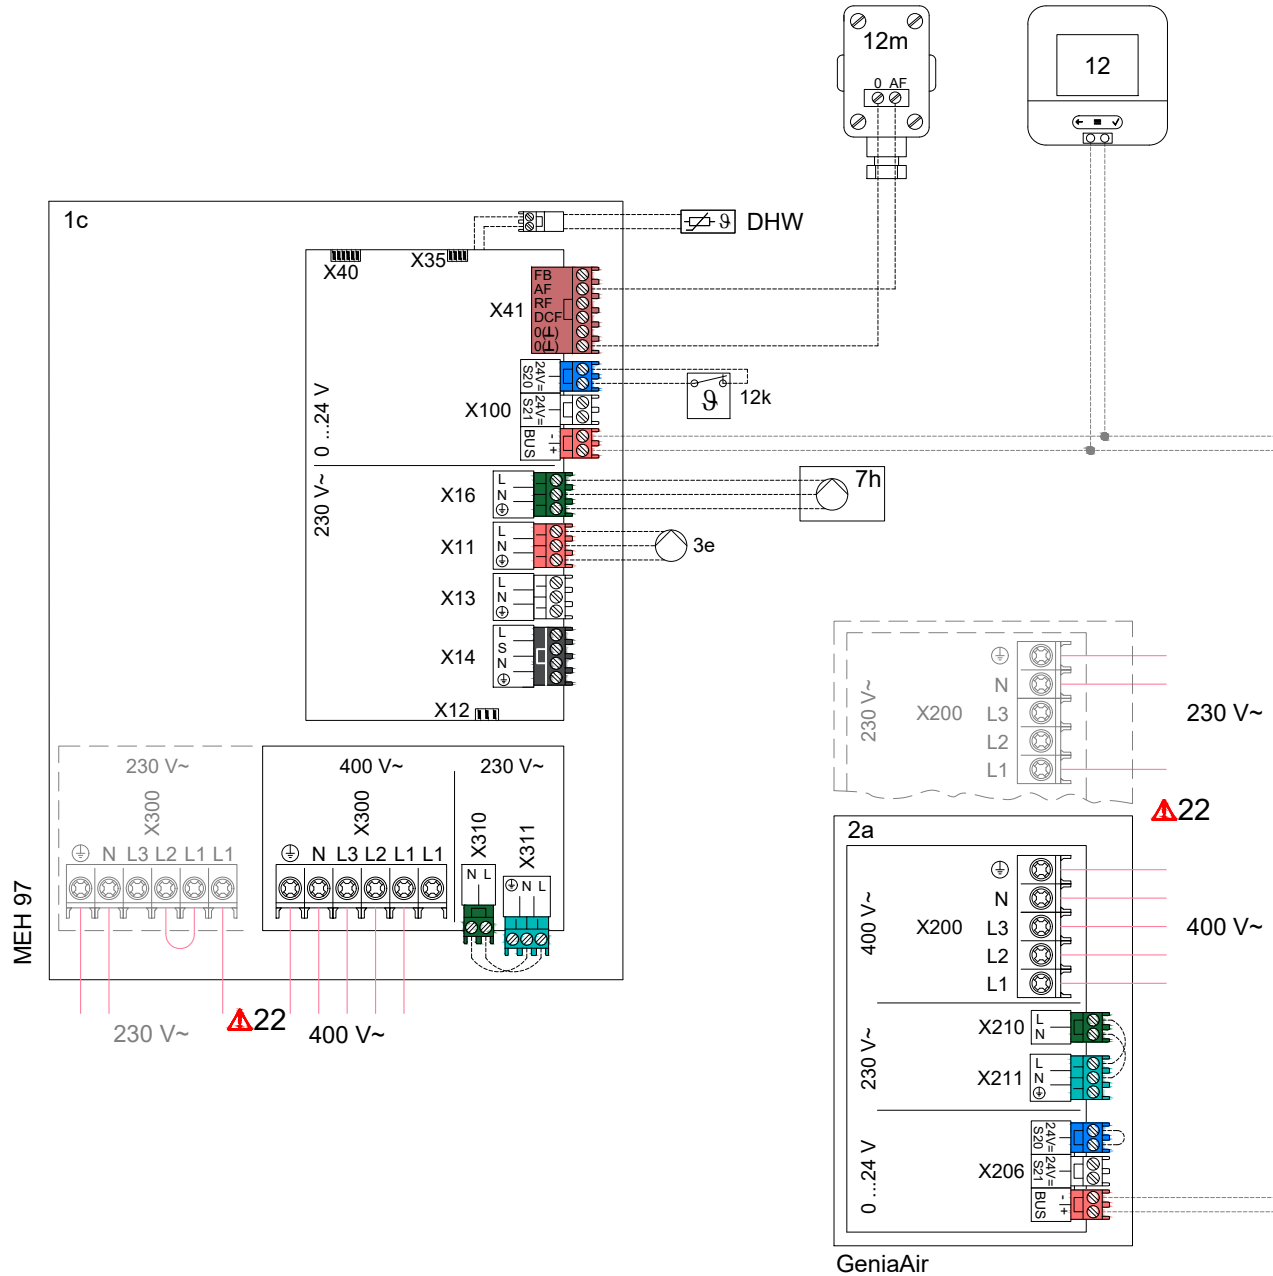 12m
0 AF
12
1c
DHW
X40
X35
X41
FB
AF
RF
DCF
0(⊥)
0(⊥)
0 ...24 V
X100
24V=
S20
24V=
S21
BUS
- +
12k
230 V~
X16
L
N
7h
X11
L
N
3e
X13
L
N
X14
L
S
N
X12
230 V~
X300
N L3 L2 L1 L1
400 V~
X300
N L3 L2 L1 L1
230 V~
X310
N L
X311
N L
MEH 97
230 V~
22
400 V~
230 V~
X200
N
L3
L2
L1
230 V~
22
2a
400 V~
X200
N
L3
L2
L1
400 V~
230 V~
X210
L
N
X211
L
N
0 ...24 V
X206
24V=
S20
24V=
S21
BUS
- +
GeniaAir